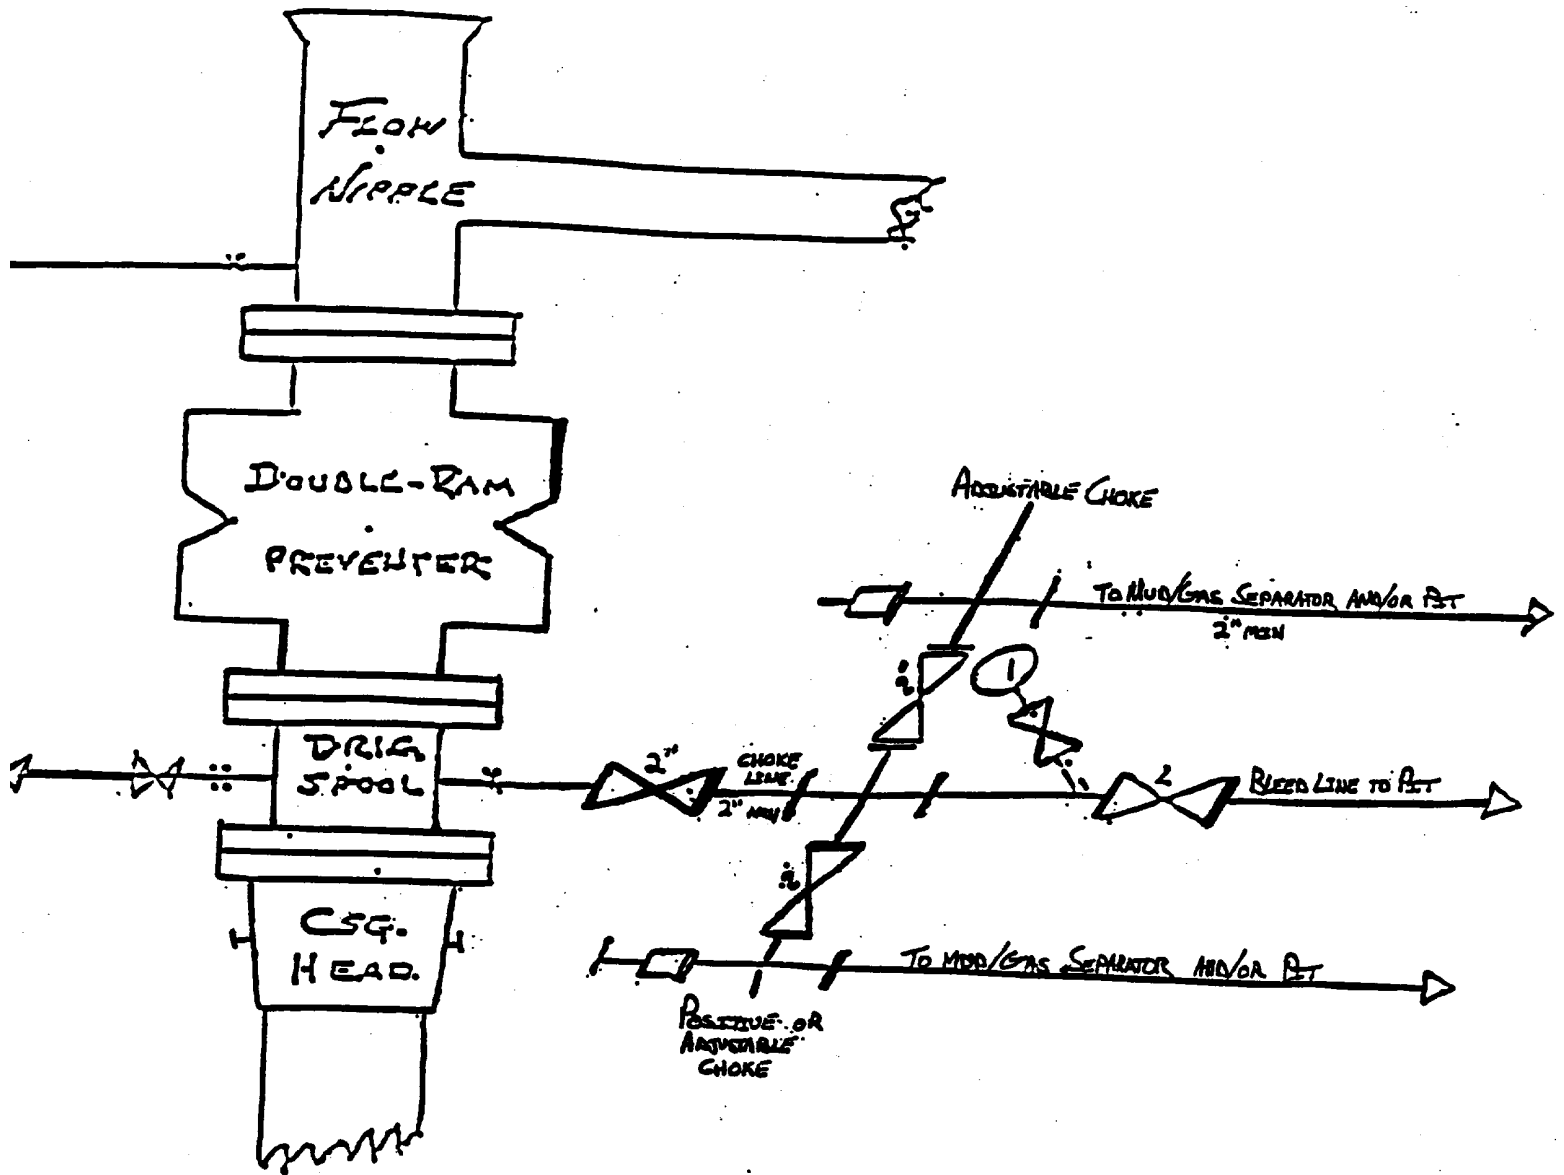 FLOW
NIPPLE
DOUBLE-RAM
PREVENTER
ADJUSTABLE CHOKE
TO MUD/GAS SEPARATOR AND/OR PIT
2" MIN
1
DRLG
SPOOL
2"
CHOKE
LINE
2" MIN
2
BLEED LINE TO PIT
CSG.
HEAD.
TO MUD/GAS SEPARATOR AND/OR PIT
POSITIVE OR
ADJUSTABLE
CHOKE